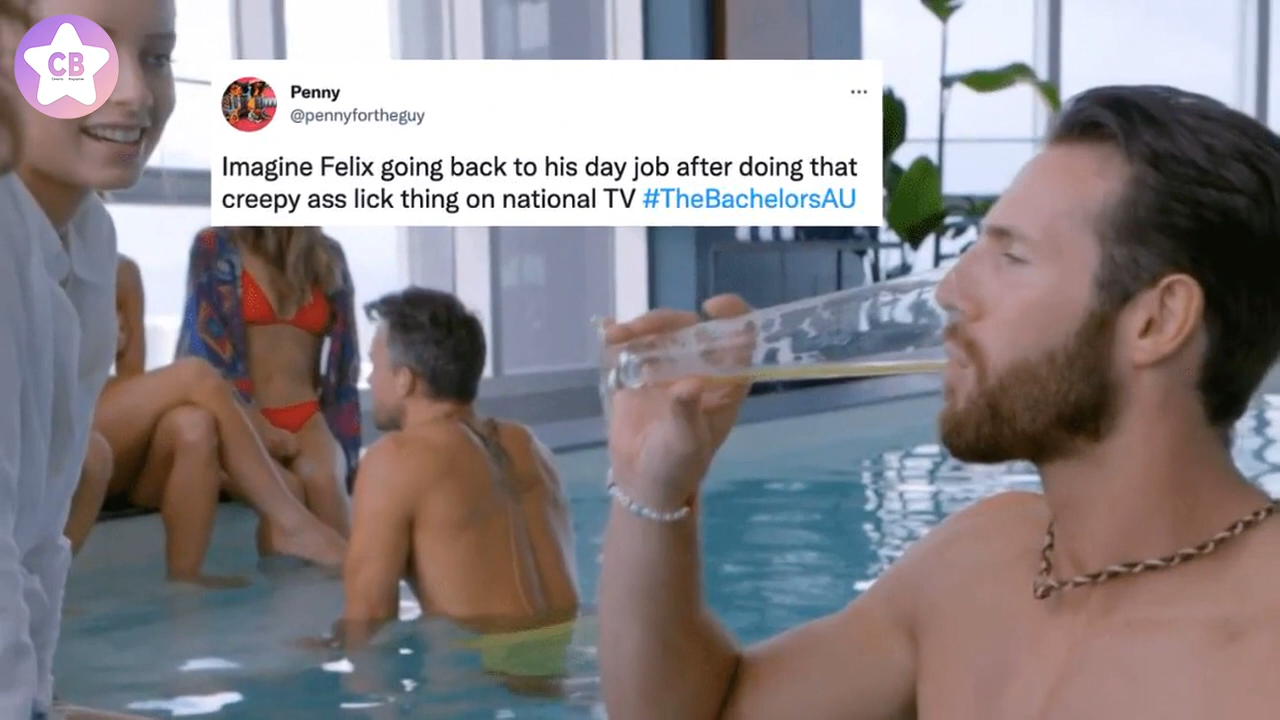 CB
Penny
@pennyfortheguy
Imagine Felix going back to his day job after doing that
creepy ass lick thing on national TV #TheBachelorsAU